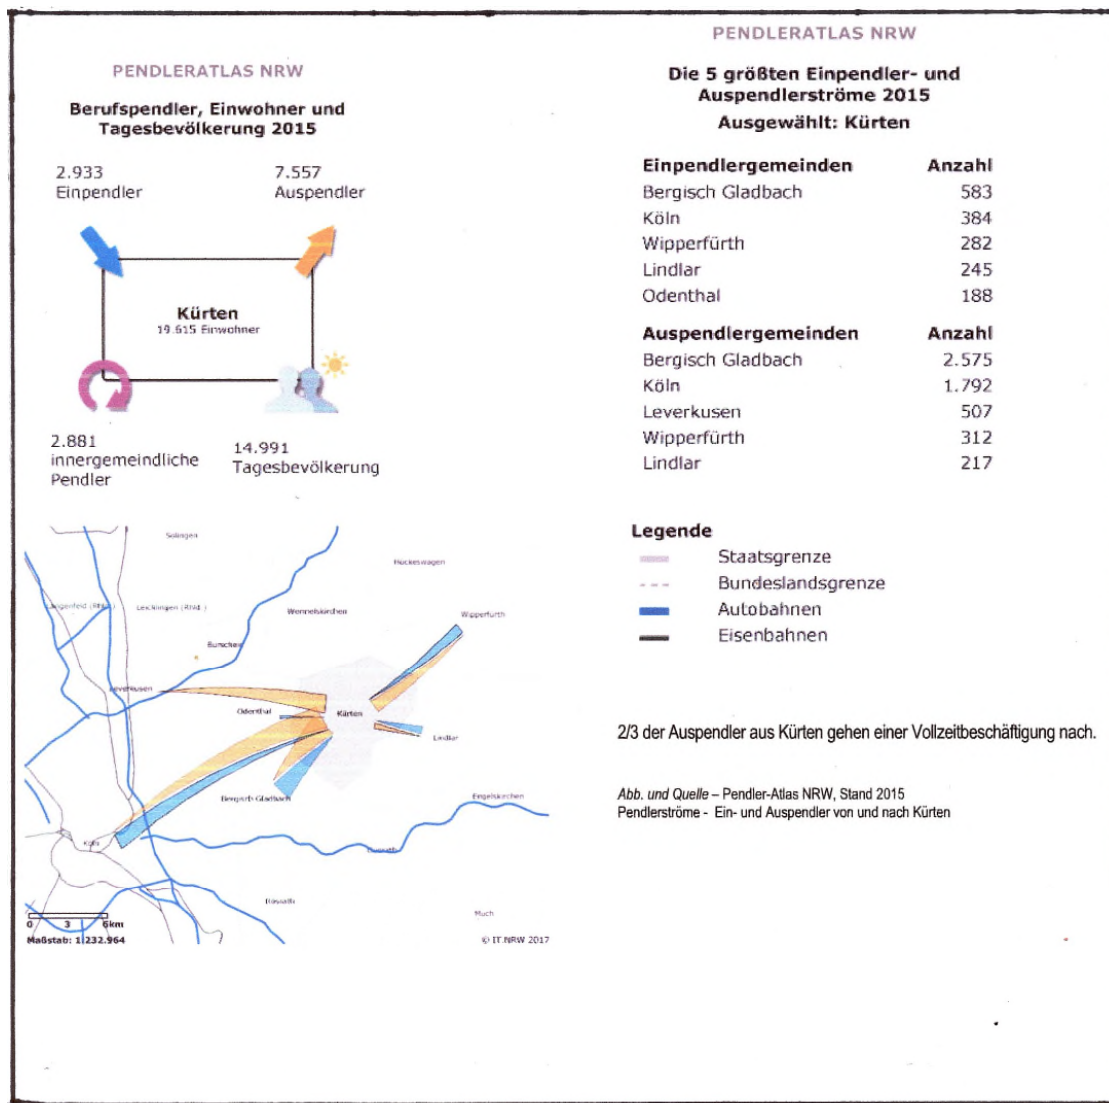 PENDLERATLAS NRW
Berufspendler, Einwohner und
Tagesbevölkerung 2015
2.933
Einpendler
7.557
Auspendler
Kürten
19.615 Einwohner
2.881
innergemeindliche
Pendler
14.991
Tagesbevölkerung
PENDLERATLAS NRW
Die 5 größten Einpendler- und
Auspendlerströme 2015
Ausgewählt: Kürten
Einpendlergemeinden Anzahl
Bergisch Gladbach 583
Köln 384
Wipperfürth 282
Lindlar 245
Odenthal 188
Auspendlergemeinden Anzahl
Bergisch Gladbach 2.575
Köln 1.792
Leverkusen 507
Wipperfürth 312
Lindlar 217
Legende
Staatsgrenze
Bundeslandsgrenze
Autobahnen
Eisenbahnen
2/3 der Auspendler aus Kürten gehen einer Vollzeitbeschäftigung nach.
Abb. und Quelle – Pendler-Atlas NRW, Stand 2015
Pendlerströme - Ein- und Auspendler von und nach Kürten
Solingen
Hückeswagen
Langenfeld (Rhld.)
Leichlingen (Rhld.)
Wermelskirchen
Wipperfürth
Burscheid
Leverkusen
Odenthal
Kürten
Lindlar
Bergisch Gladbach
Engelskirchen
Köln
Overath
Rösrath
Much
0 3 6km
Maßstab: 1:232.964
© IT.NRW 2017